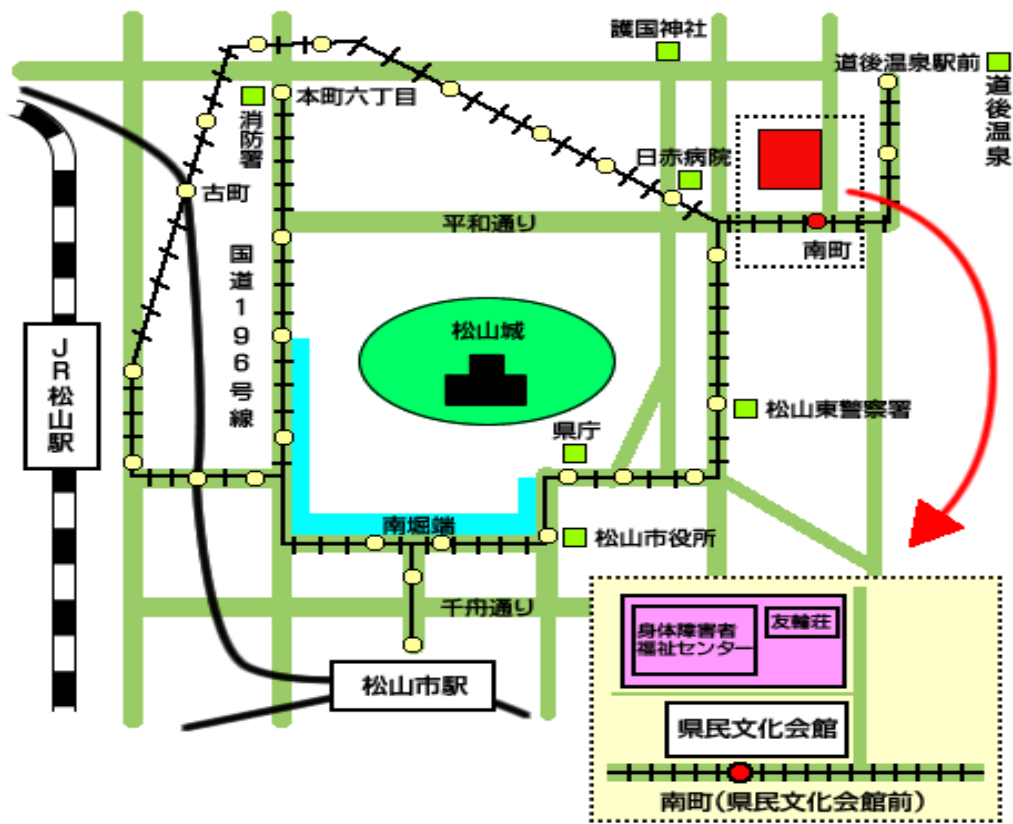 護国神社
道後温泉駅前
道後温泉
本町六丁目
消防署
日赤病院
古町
平和通り
南町
国道196号線
松山城
JR松山駅
松山東警察署
県庁
南堀端
松山市役所
千舟通り
身体障害者
福祉センター
友輪荘
松山市駅
県民文化会館
南町(県民文化会館前)